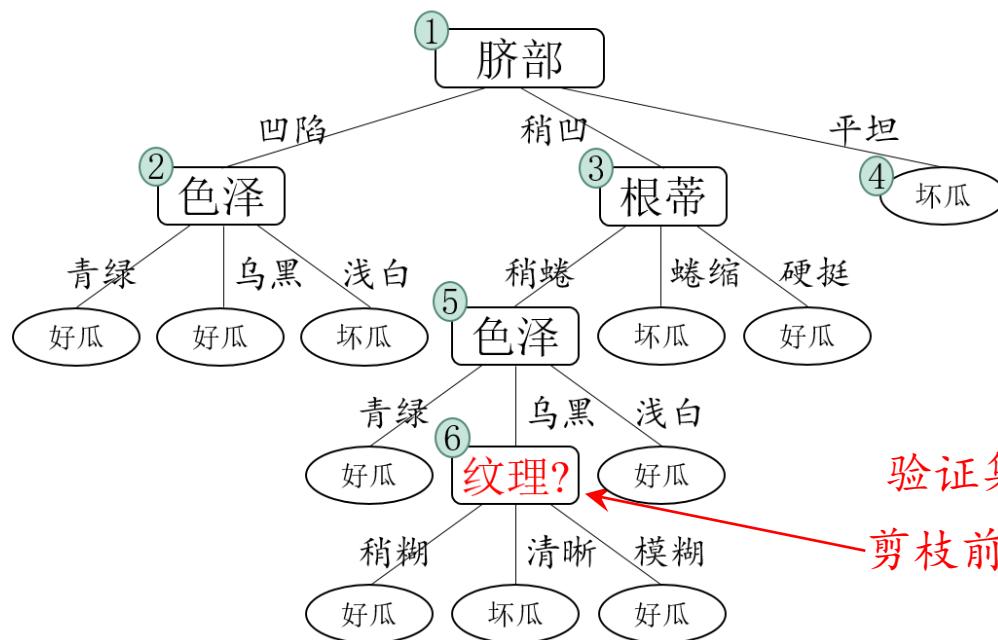 ①
脐部
凹陷 稍凹 平坦
② 色泽 ③ 根蒂 ④ 坏瓜
青绿 乌黑 浅白 稍蜷 蜷缩 硬挺
好瓜 好瓜 坏瓜 ⑤ 色泽 坏瓜 好瓜
青绿 乌黑 浅白
好瓜 ⑥ 纹理? 好瓜
验证
剪枝前
稍糊 清晰 模糊
好瓜 坏瓜 好瓜